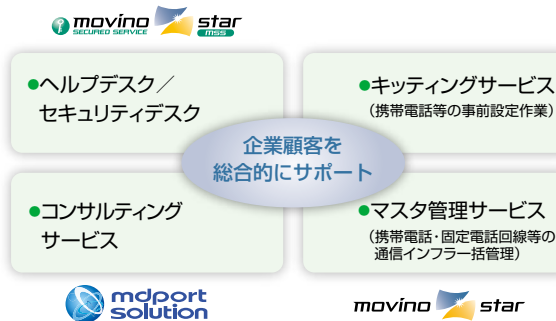 movino star
SECURED SERVICE mss
●ヘルプデスク／
セキュリティデスク
●キッティングサービス
（携帯電話等の事前設定作業）
企業顧客を
総合的にサポート
●コンサルティング
サービス
●マスタ管理サービス
（携帯電話・固定電話回線等の
通信インフラ一括管理）
mdport
solution
movino star